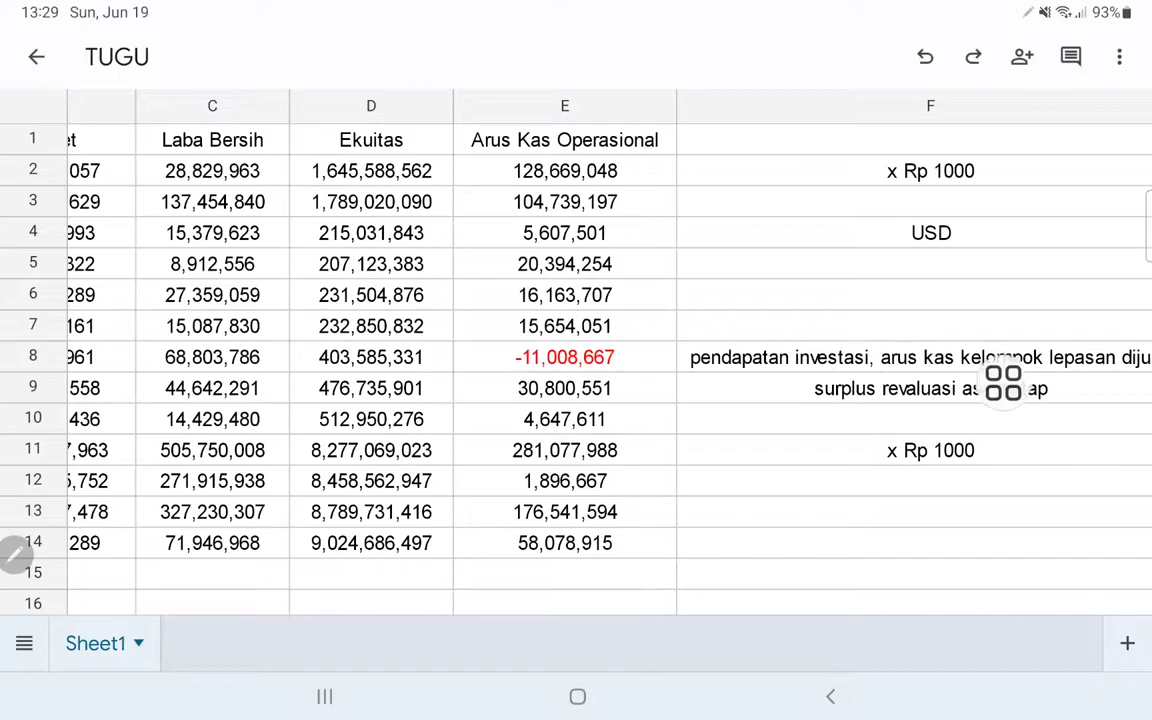 13:29 Sun, Jun 19 93%
TUGU
C D E F
1 Laba Bersih Ekuitas Arus Kas Operasional
2 057 28,829,963 1,645,588,562 128,669,048 x Rp 1000
3 629 137,454,840 1,789,020,090 104,739,197
4 993 15,379,623 215,031,843 5,607,501 USD
5 322 8,912,556 207,123,383 20,394,254
6 289 27,359,059 231,504,876 16,163,707
7 161 15,087,830 232,850,832 15,654,051
8 961 68,803,786 403,585,331 -11,008,667 pendapatan investasi, arus kas kelompok lepasan diju
9 558 44,642,291 476,735,901 30,800,551 surplus revaluasi
10 436 14,429,480 512,950,276 4,647,611
11 7,963 505,750,008 8,277,069,023 281,077,988 x Rp 1000
12 5,752 271,915,938 8,458,562,947 1,896,667
13 7,478 327,230,307 8,789,731,416 176,541,594
14 289 71,946,968 9,024,686,497 58,078,915
15
16
Sheet1